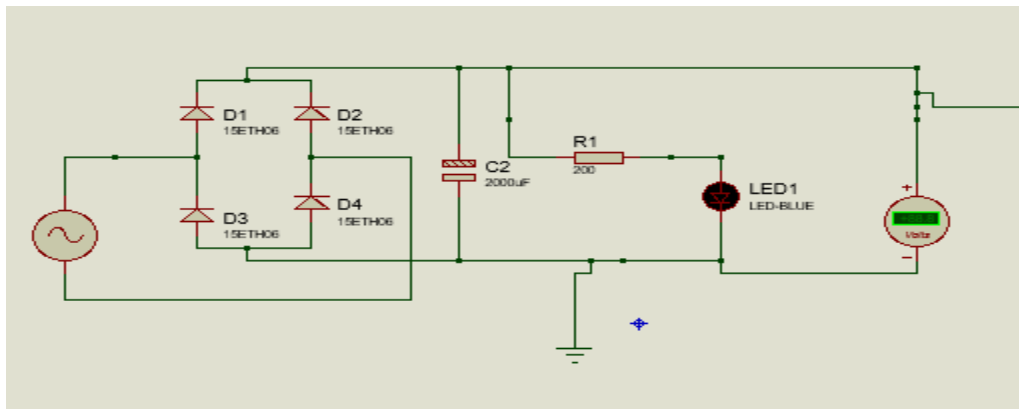 D1
15ETH06
D2
15ETH06
D3
15ETH06
D4
15ETH06
C2
2000uF
R1
200
LED1
LED-BLUE
+
Volts
−